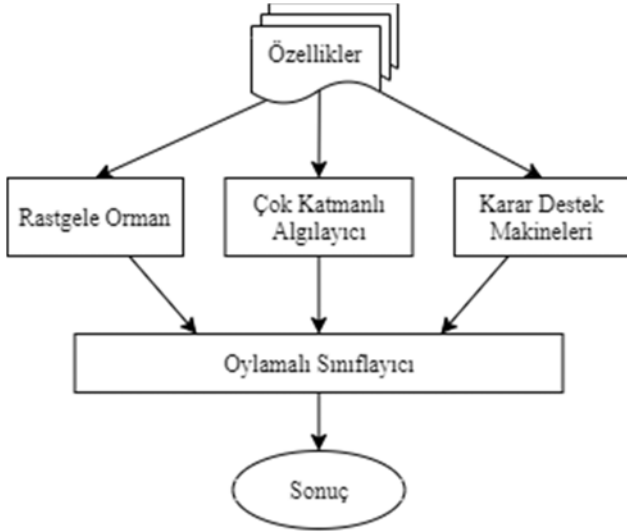 Özellikler
Rastgele Orman
Çok Katmanlı
Algılayıcı
Karar Destek
Makineleri
Oylamalı Sınıflayıcı
Sonuç